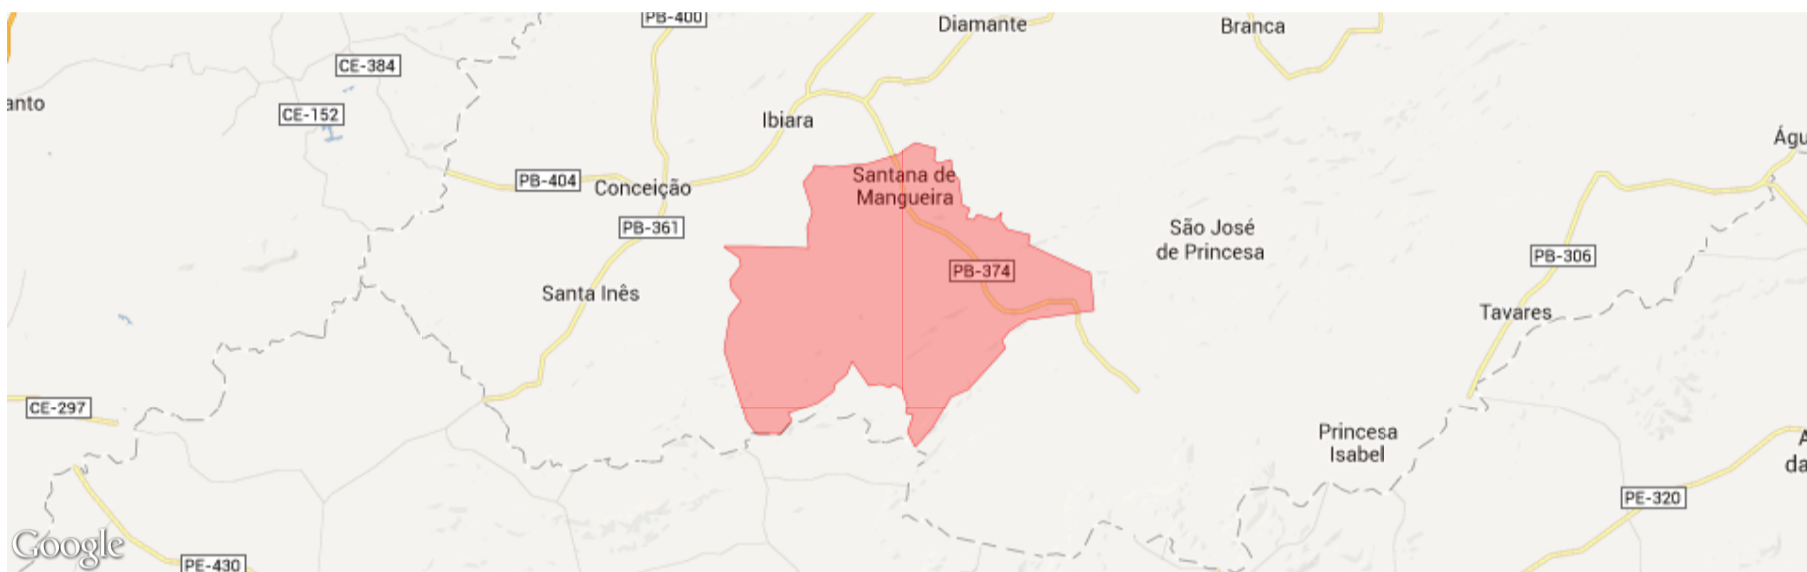 PB-400
Diamante
Branca
CE-384
anto
CE-152
Ibiara
Águ
PB-404
Conceição
Santana de
Mangueira
PB-361
São José
de Princesa
PB-306
PB-374
Santa Inês
Tavares
CE-297
Princesa
Isabel
A
da
PE-320
Google
PE-430